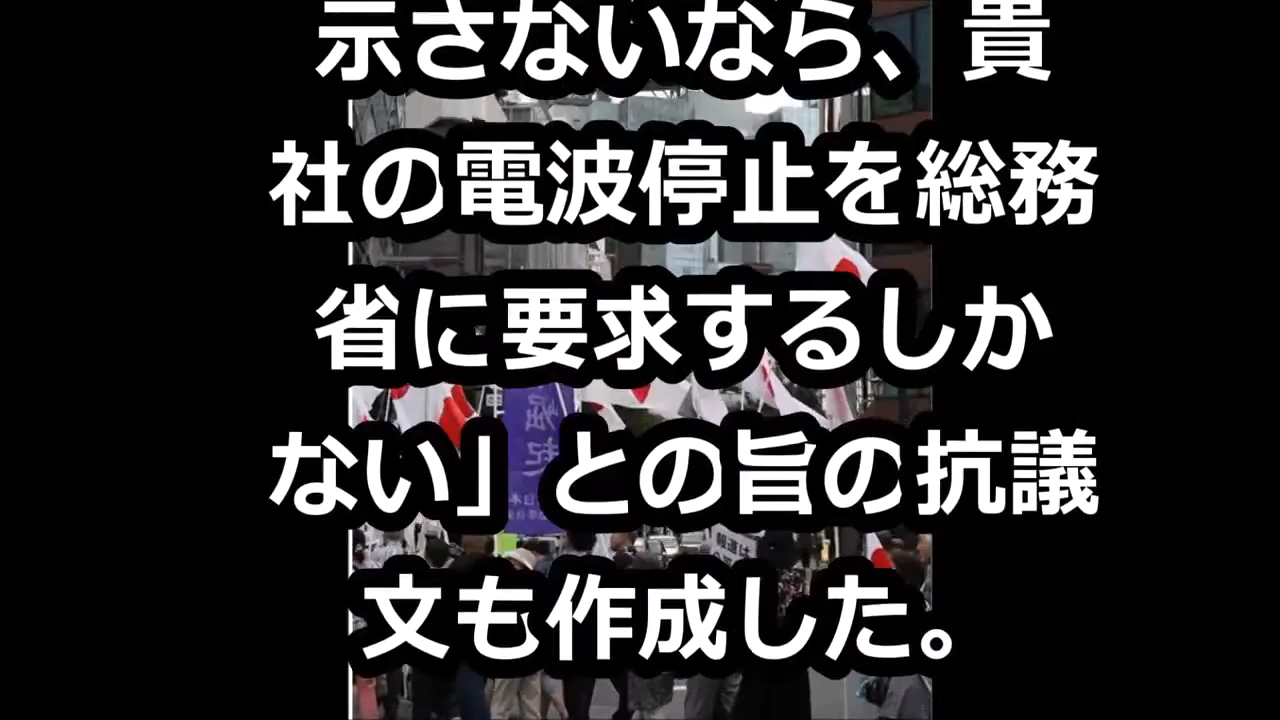 示さないなら、貴
社の電波停止を総務
省に要求するしか
ない」との旨の抗議
文も作成した。